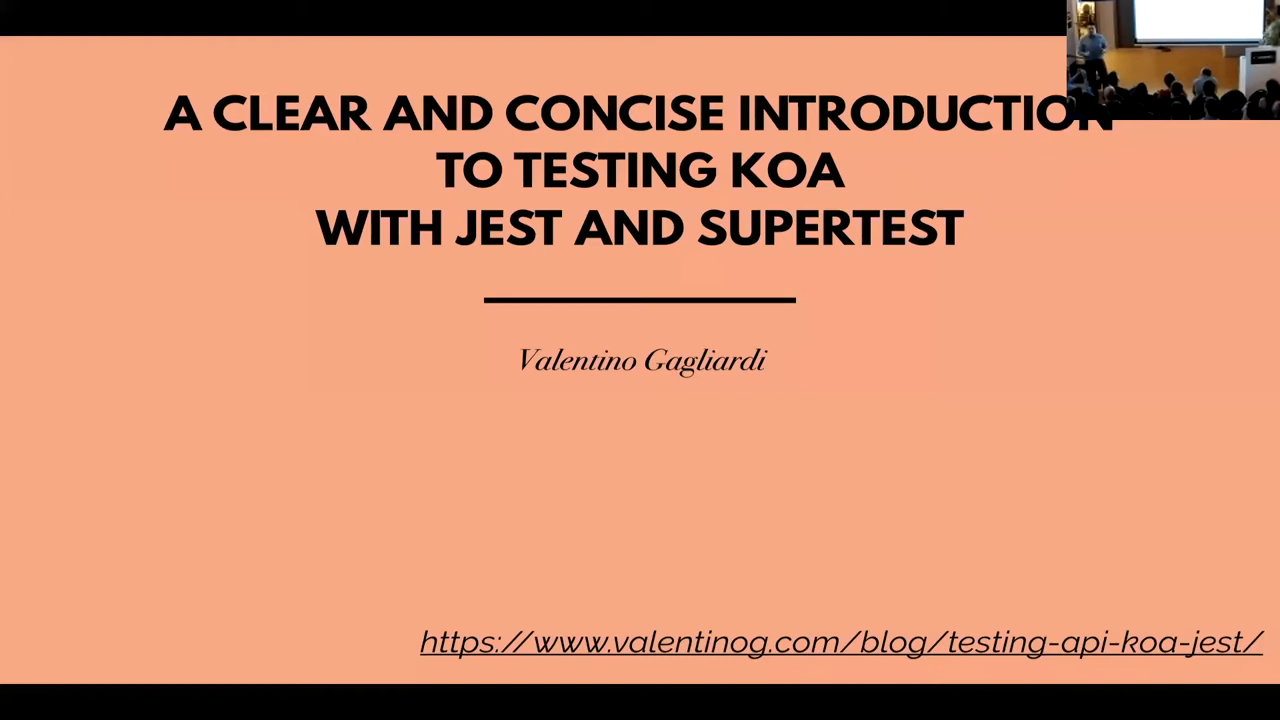 A CLEAR AND CONCISE INTRODUCTION
TO TESTING KOA
WITH JEST AND SUPERTEST
Valentino Gagliardi
https://www.valentinog.com/blog/testing-api-koa-jest/